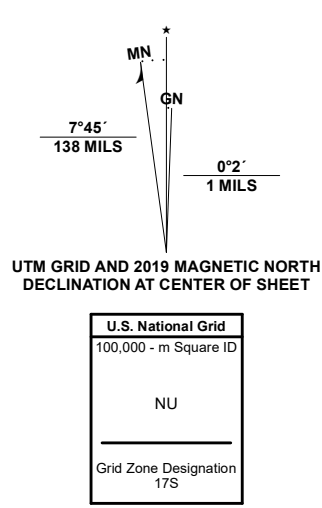 ★
MN
GN
7°45´
138 MILS
0°2´
1 MILS
UTM GRID AND 2019 MAGNETIC NORTH
DECLINATION AT CENTER OF SHEET
U.S. National Grid
100,000 - m Square ID
NU
Grid Zone Designation
17S